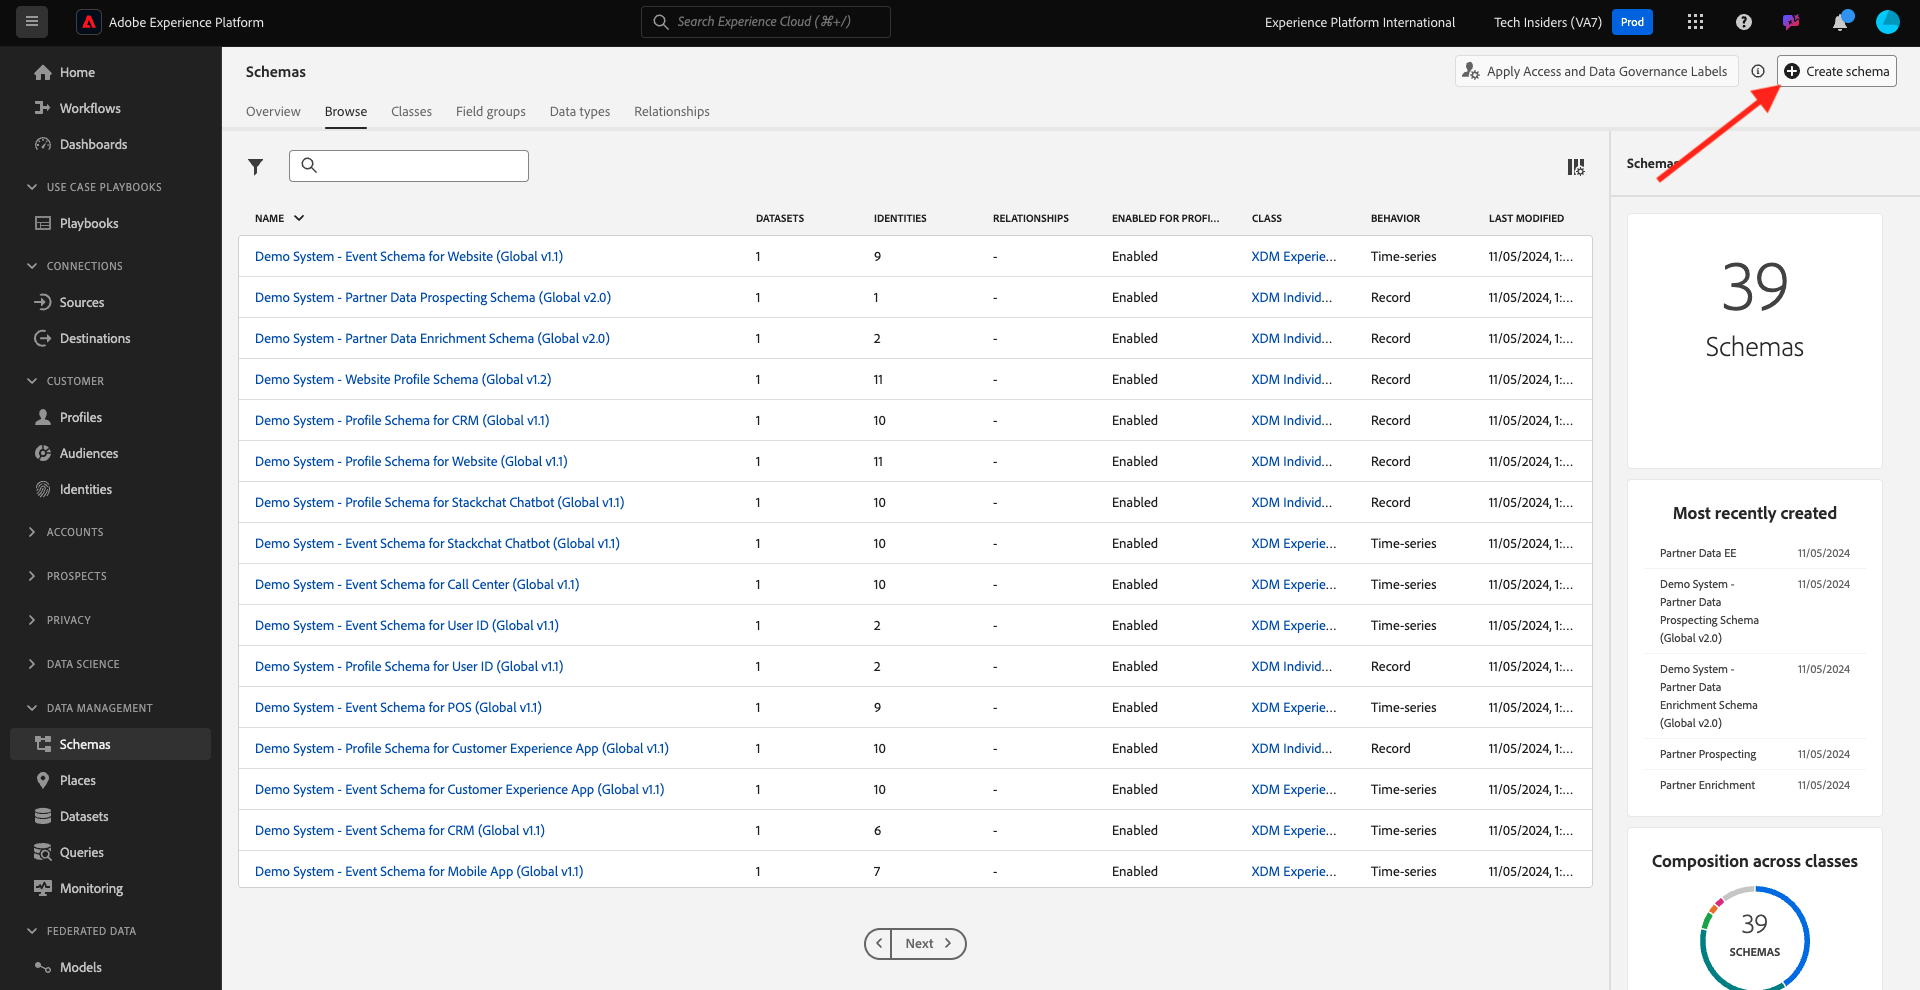 Adobe Experience Platform
Search Experience Cloud (⌘+/)
Experience Platform International
Tech Insiders (VA7)
Prod
Home
Workflows
Dashboards
USE CASE PLAYBOOKS
Playbooks
CONNECTIONS
Sources
Destinations
CUSTOMER
Profiles
Audiences
Identities
ACCOUNTS
PROSPECTS
PRIVACY
DATA SCIENCE
DATA MANAGEMENT
Schemas
Places
Datasets
Queries
Monitoring
FEDERATED DATA
Models
Schemas
Apply Access and Data Governance Labels
Create schema
Overview Browse Classes Field groups Data types Relationships
NAME DATASETS IDENTITIES RELATIONSHIPS ENABLED FOR PROFI... CLASS BEHAVIOR LAST MODIFIED
Demo System - Event Schema for Website (Global v1.1) 1 9 - Enabled XDM Experie... Time-series 11/05/2024, 1:...
Demo System - Partner Data Prospecting Schema (Global v2.0) 1 1 - Enabled XDM Individ... Record 11/05/2024, 1:...
Demo System - Partner Data Enrichment Schema (Global v2.0) 1 2 - Enabled XDM Individ... Record 11/05/2024, 1:...
Demo System - Website Profile Schema (Global v1.2) 1 11 - Enabled XDM Individ... Record 11/05/2024, 1:...
Demo System - Profile Schema for CRM (Global v1.1) 1 10 - Enabled XDM Individ... Record 11/05/2024, 1:...
Demo System - Profile Schema for Website (Global v1.1) 1 11 - Enabled XDM Individ... Record 11/05/2024, 1:...
Demo System - Profile Schema for Stackchat Chatbot (Global v1.1) 1 10 - Enabled XDM Individ... Record 11/05/2024, 1:...
Demo System - Event Schema for Stackchat Chatbot (Global v1.1) 1 10 - Enabled XDM Experie... Time-series 11/05/2024, 1:...
Demo System - Event Schema for Call Center (Global v1.1) 1 10 - Enabled XDM Experie... Time-series 11/05/2024, 1:...
Demo System - Event Schema for User ID (Global v1.1) 1 2 - Enabled XDM Experie... Time-series 11/05/2024, 1:...
Demo System - Profile Schema for User ID (Global v1.1) 1 2 - Enabled XDM Individ... Record 11/05/2024, 1:...
Demo System - Event Schema for POS (Global v1.1) 1 9 - Enabled XDM Experie... Time-series 11/05/2024, 1:...
Demo System - Profile Schema for Customer Experience App (Global v1.1) 1 10 - Enabled XDM Individ... Record 11/05/2024, 1:...
Demo System - Event Schema for Customer Experience App (Global v1.1) 1 10 - Enabled XDM Experie... Time-series 11/05/2024, 1:...
Demo System - Event Schema for CRM (Global v1.1) 1 6 - Enabled XDM Experie... Time-series 11/05/2024, 1:...
Demo System - Event Schema for Mobile App (Global v1.1) 1 7 - Enabled XDM Experie... Time-series 11/05/2024, 1:...
Next
Schemas
39
Schemas
Most recently created
Partner Data EE 11/05/2024
Demo System - 11/05/2024
Partner Data
Prospecting Schema
(Global v2.0)
Demo System - 11/05/2024
Partner Data
Enrichment Schema
(Global v2.0)
Partner Prospecting 11/05/2024
Partner Enrichment 11/05/2024
Composition across classes
39
SCHEMAS